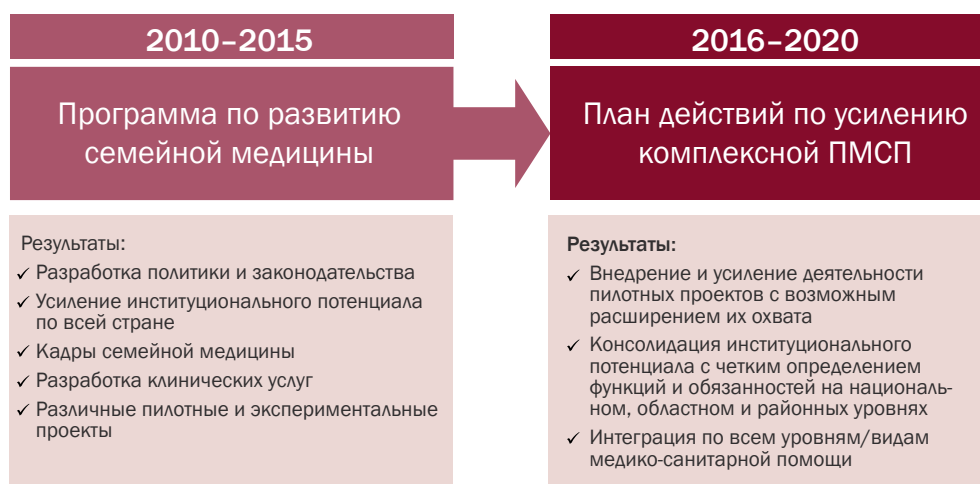 2010–2015
Программа по развитию
семейной медицины
Результаты:
✓ Разработка политики и законодательства
✓ Усиление институционального потенциала
по всей стране
✓ Кадры семейной медицины
✓ Разработка клинических услуг
✓ Различные пилотные и экспериментальные
проекты
2016–2020
План действий по усилению
комплексной ПМСП
Результаты:
✓ Внедрение и усиление деятельности
пилотных проектов с возможным
расширением их охвата
✓ Консолидация институционального
потенциала с четким определением
функций и обязанностей на националь-
ном, областном и районных уровнях
✓ Интеграция по всем уровням/видам
медико-санитарной помощи